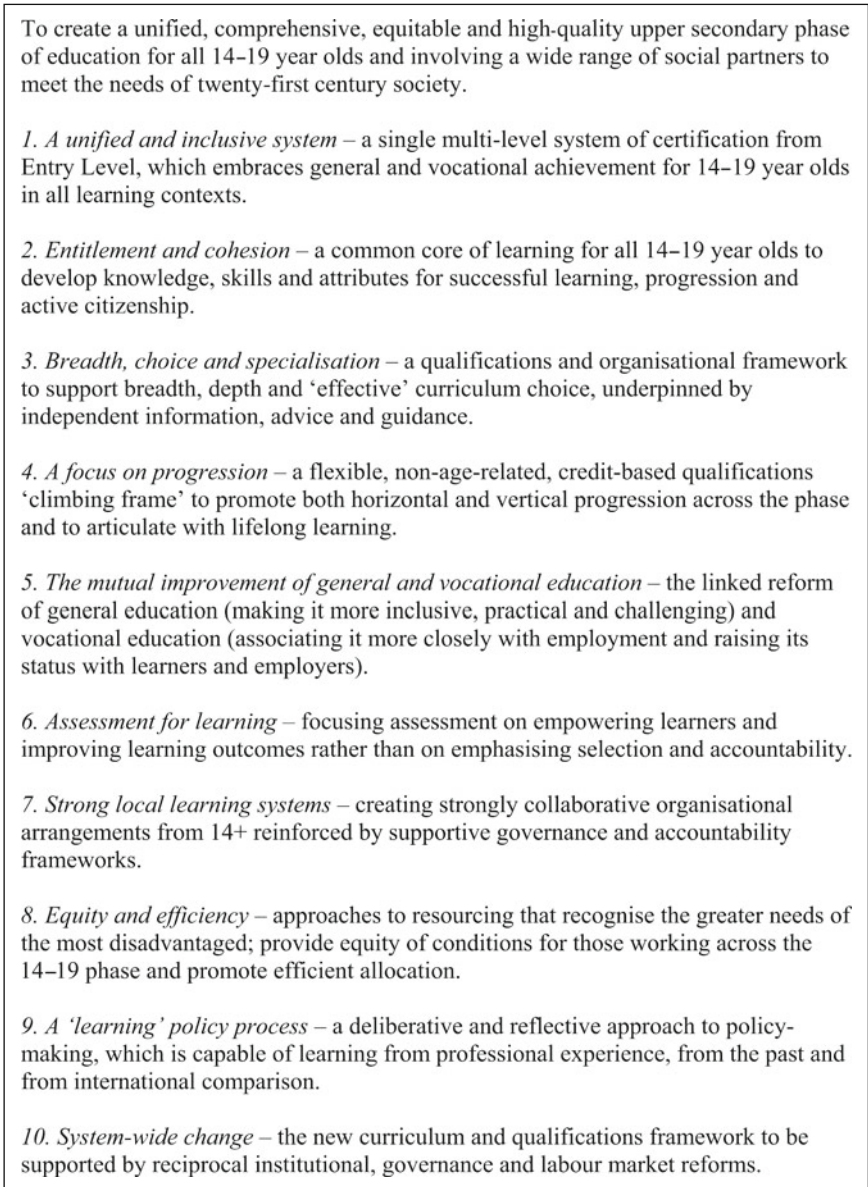 To create a unified, comprehensive, equitable and high-quality upper secondary phase
of education for all 14–19 year olds and involving a wide range of social partners to
meet the needs of twenty-first century society.
1. A unified and inclusive system – a single multi-level system of certification from
Entry Level, which embraces general and vocational achievement for 14–19 year olds
in all learning contexts.
2. Entitlement and cohesion – a common core of learning for all 14–19 year olds to
develop knowledge, skills and attributes for successful learning, progression and
active citizenship.
3. Breadth, choice and specialisation – a qualifications and organisational framework
to support breadth, depth and ‘effective’ curriculum choice, underpinned by
independent information, advice and guidance.
4. A focus on progression – a flexible, non-age-related, credit-based qualifications
‘climbing frame’ to promote both horizontal and vertical progression across the phase
and to articulate with lifelong learning.
5. The mutual improvement of general and vocational education – the linked reform
of general education (making it more inclusive, practical and challenging) and
vocational education (associating it more closely with employment and raising its
status with learners and employers).
6. Assessment for learning – focusing assessment on empowering learners and
improving learning outcomes rather than on emphasising selection and accountability.
7. Strong local learning systems – creating strongly collaborative organisational
arrangements from 14+ reinforced by supportive governance and accountability
frameworks.
8. Equity and efficiency – approaches to resourcing that recognise the greater needs of
the most disadvantaged; provide equity of conditions for those working across the
14–19 phase and promote efficient allocation.
9. A ‘learning’ policy process – a deliberative and reflective approach to policy-
making, which is capable of learning from professional experience, from the past and
from international comparison.
10. System-wide change – the new curriculum and qualifications framework to be
supported by reciprocal institutional, governance and labour market reforms.